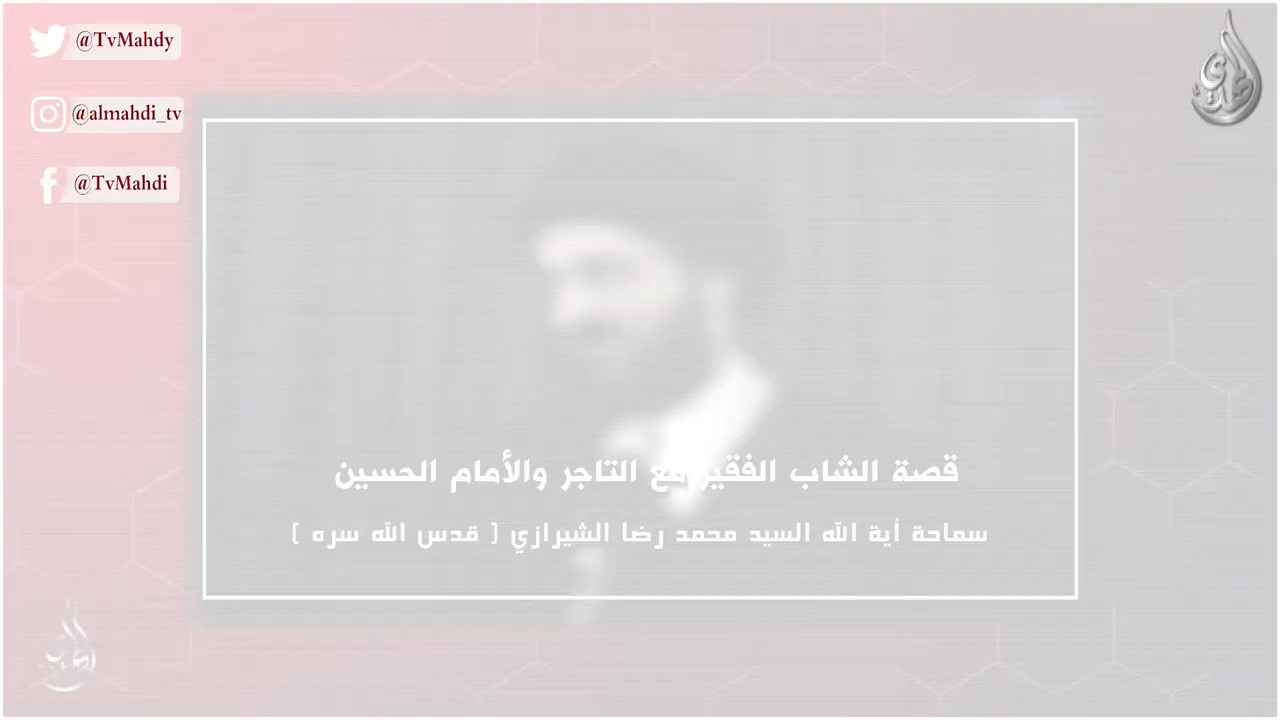 @TvMahdy
@almahdi_tv
@TvMahdi
قصة الشاب الفقير مع التاجر والأمام الحسين
سماحة أية الله السيد محمد رضا الشيرازي ( قدس الله سره )